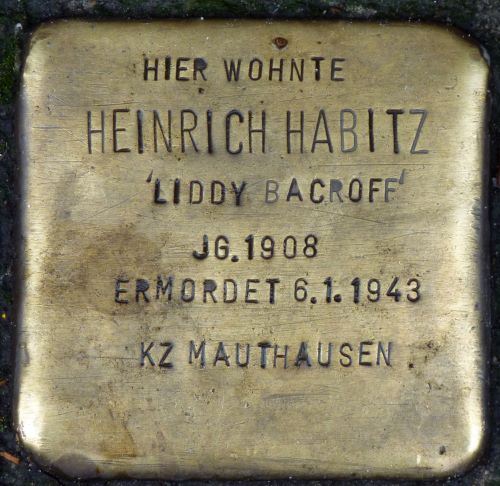 HIER WOHNTE
HEINRICH HABITZ
'LIDDY BACROFF'
JG. 1908
ERMORDET 6.1.1943
KZ MAUTHAUSEN